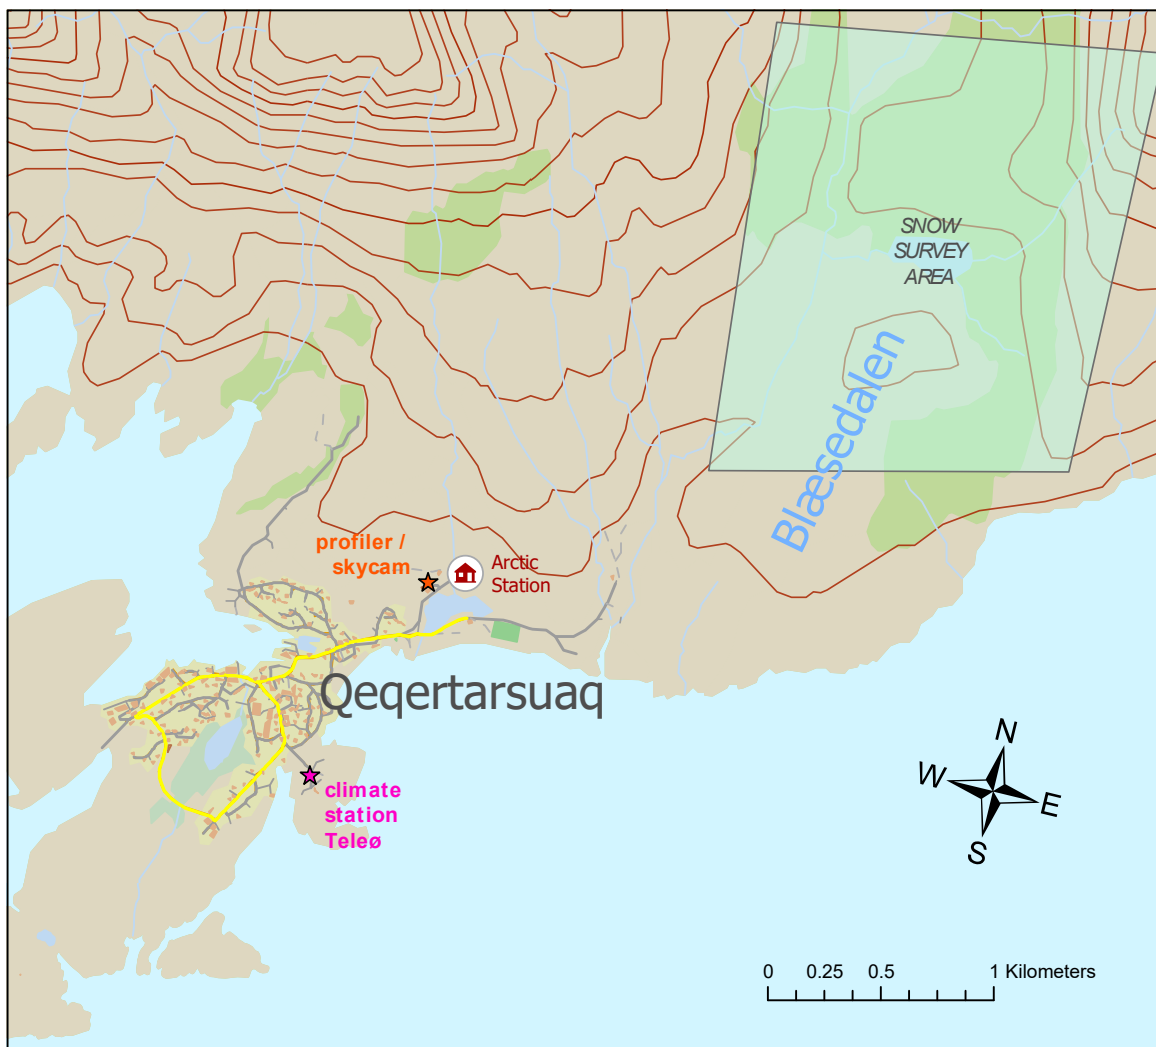 SNOW
SURVEY
AREA
Blæsedalen
profiler /
skycam
Arctic
Station
Qeqertarsuaq
climate
station
Teleø
N
W
E
S
0 0.25 0.5 1 Kilometers